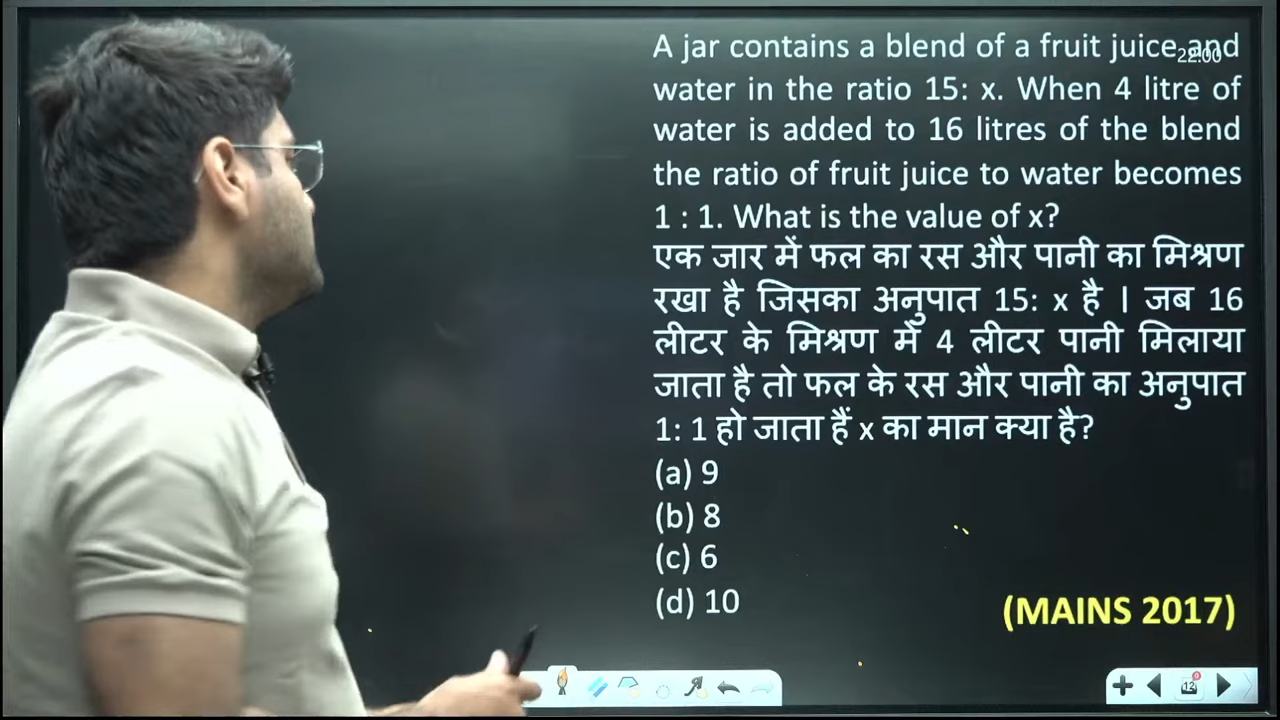 A jar contains a blend of a fruit juice and
22:00
water in the ratio 15: x. When 4 litre of
water is added to 16 litres of the blend
the ratio of fruit juice to water becomes
1 : 1. What is the value of x?
एक जार में फल का रस और पानी का मिश्रण
रखा है जिसका अनुपात 15: x है । जब 16
लीटर के मिश्रण में 4 लीटर पानी मिलाया
जाता है तो फल के रस और पानी का अनुपात
1: 1 हो जाता हैं x का मान क्या है?
(a) 9
(b) 8
(c) 6
(d) 10
(MAINS 2017)
12